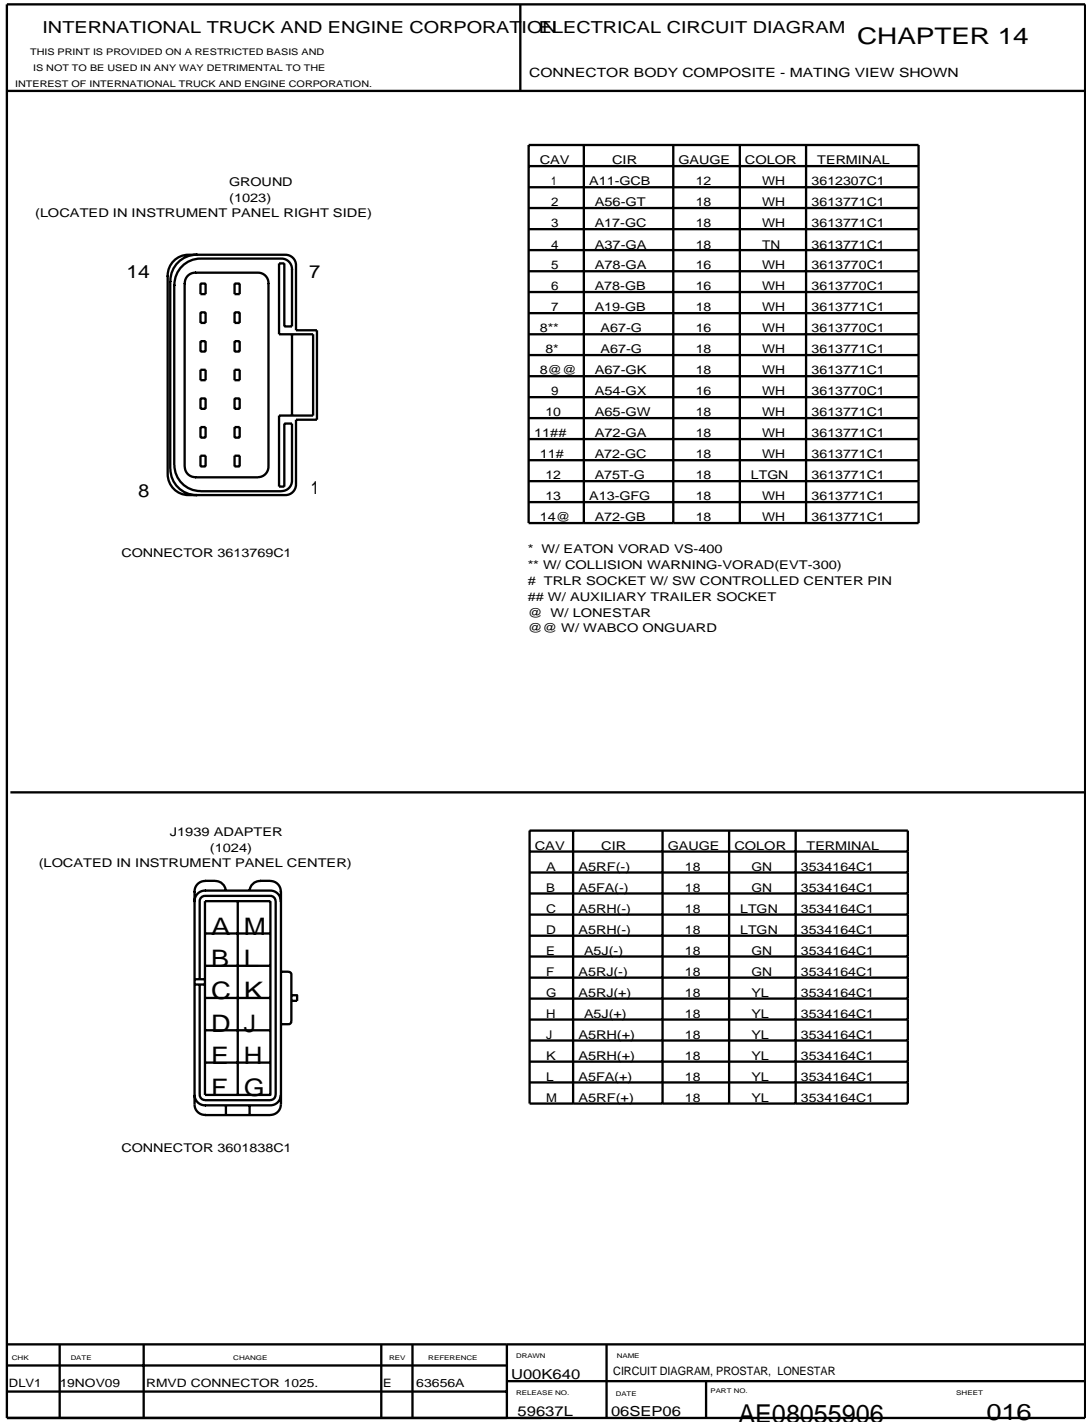 INTERNATIONAL TRUCK AND ENGINE CORPORATION
THIS PRINT IS PROVIDED ON A RESTRICTED BASIS AND
IS NOT TO BE USED IN ANY WAY DETRIMENTAL TO THE
INTEREST OF INTERNATIONAL TRUCK AND ENGINE CORPORATION.
ELECTRICAL CIRCUIT DIAGRAM CHAPTER 14
CONNECTOR BODY COMPOSITE - MATING VIEW SHOWN
GROUND
(1023)
(LOCATED IN INSTRUMENT PANEL RIGHT SIDE)
14 7
8 1
CONNECTOR 3613769C1
CAV CIR GAUGE COLOR TERMINAL
1 A11-GCB 12 WH 3612307C1
2 A56-GT 18 WH 3613771C1
3 A17-GC 18 WH 3613771C1
4 A37-GA 18 TN 3613771C1
5 A78-GA 16 WH 3613770C1
6 A78-GB 16 WH 3613770C1
7 A19-GB 18 WH 3613771C1
8** A67-G 16 WH 3613770C1
8* A67-G 18 WH 3613771C1
8@@ A67-GK 18 WH 3613771C1
9 A54-GX 16 WH 3613770C1
10 A65-GW 18 WH 3613771C1
11## A72-GA 18 WH 3613771C1
11# A72-GC 18 WH 3613771C1
12 A75T-G 18 LTGN 3613771C1
13 A13-GFG 18 WH 3613771C1
14@ A72-GB 18 WH 3613771C1
* W/ EATON VORAD VS-400
** W/ COLLISION WARNING-VORAD(EVT-300)
# TRLR SOCKET W/ SW CONTROLLED CENTER PIN
## W/ AUXILIARY TRAILER SOCKET
@ W/ LONESTAR
@@ W/ WABCO ONGUARD
J1939 ADAPTER
(1024)
(LOCATED IN INSTRUMENT PANEL CENTER)
A M
B L
C K
D J
E H
F G
CONNECTOR 3601838C1
CAV CIR GAUGE COLOR TERMINAL
A A5RF(-) 18 GN 3534164C1
B A5FA(-) 18 GN 3534164C1
C A5RH(-) 18 LTGN 3534164C1
D A5RH(-) 18 LTGN 3534164C1
E A5J(-) 18 GN 3534164C1
F A5RJ(-) 18 GN 3534164C1
G A5RJ(+) 18 YL 3534164C1
H A5J(+) 18 YL 3534164C1
J A5RH(+) 18 YL 3534164C1
K A5RH(+) 18 YL 3534164C1
L A5FA(+) 18 YL 3534164C1
M A5RF(+) 18 YL 3534164C1
CHK DATE CHANGE REV REFERENCE
DLV1 19NOV09 RMVD CONNECTOR 1025. E 63656A
DRAWN NAME
U00K640 CIRCUIT DIAGRAM, PROSTAR, LONESTAR
RELEASE NO. DATE PART NO. SHEET
59637L 06SEP06 AE08055906 016